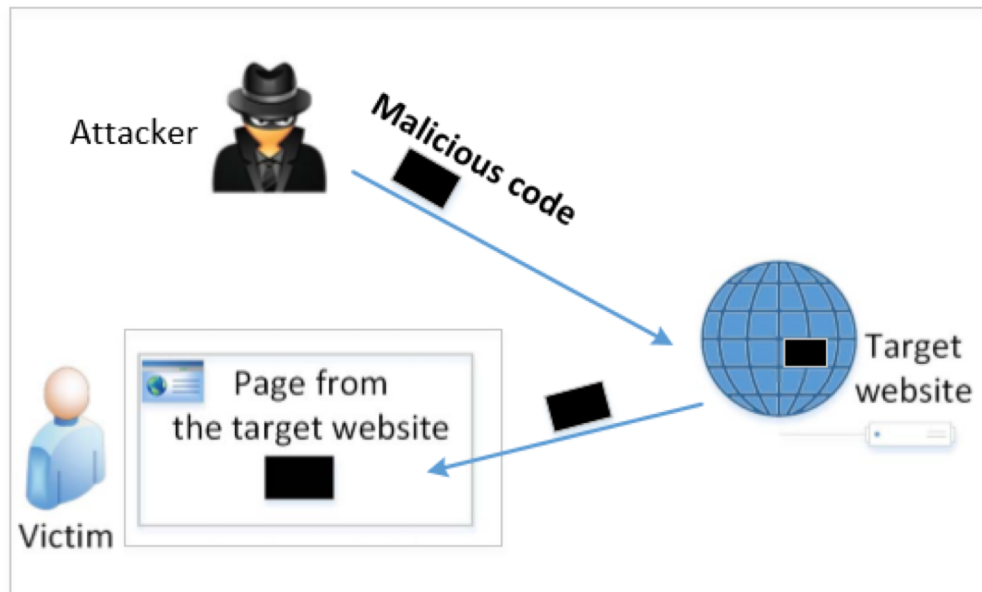 Attacker
Malicious code
Target
website
Page from
the target website
Victim